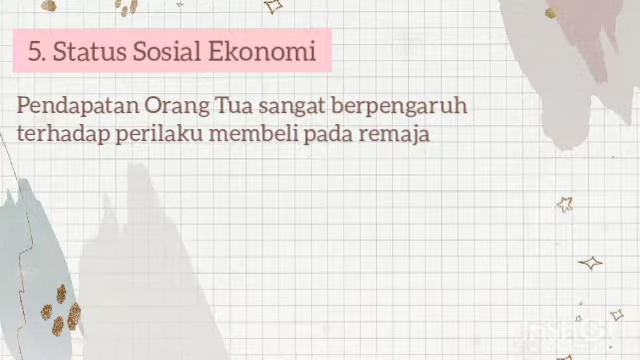 5. Status Sosial Ekonomi
Pendapatan Orang Tua sangat berpengaruh
terhadap perilaku membeli pada remaja